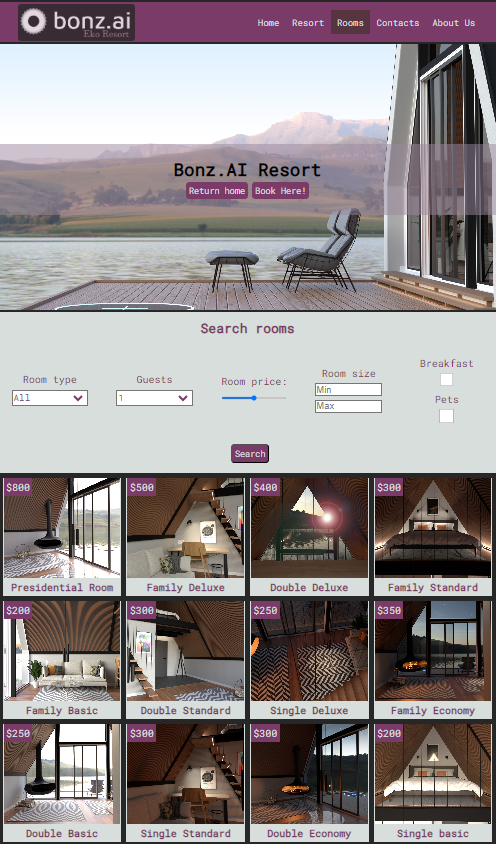 bonz.ai
Eko Resort
Home Resort Rooms Contacts About Us
Bonz.AI Resort
Return home Book Here!
Search rooms
Room type
All
Guests
1
Room price:
Room size
Min
Max
Breakfast
Pets
Search
$800
Presidential Room
$500
Family Deluxe
$400
Double Deluxe
$300
Family Standard
$200
Family Basic
$300
Double Standard
$250
Single Deluxe
$350
Family Economy
$250
Double Basic
$300
Single Standard
$300
Double Economy
$200
Single basic